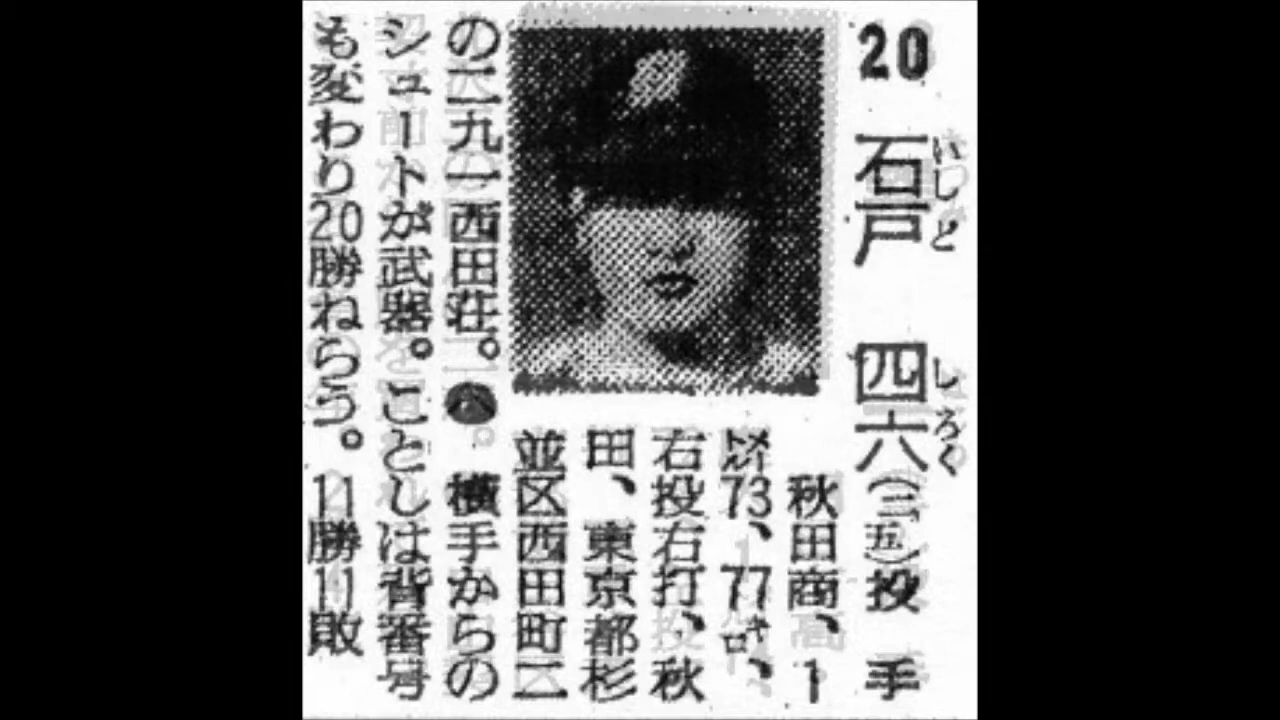 20 石戸 四六（二五）投手
いしど しろく
秋田商、1
㍍73、77㌔、
右投右打、秋
田、東京都杉
並区西田町二
の二九一西田荘。㋬横手からの
シュートが武器。ことしは背番号
も変わり20勝ねらう。11勝11敗